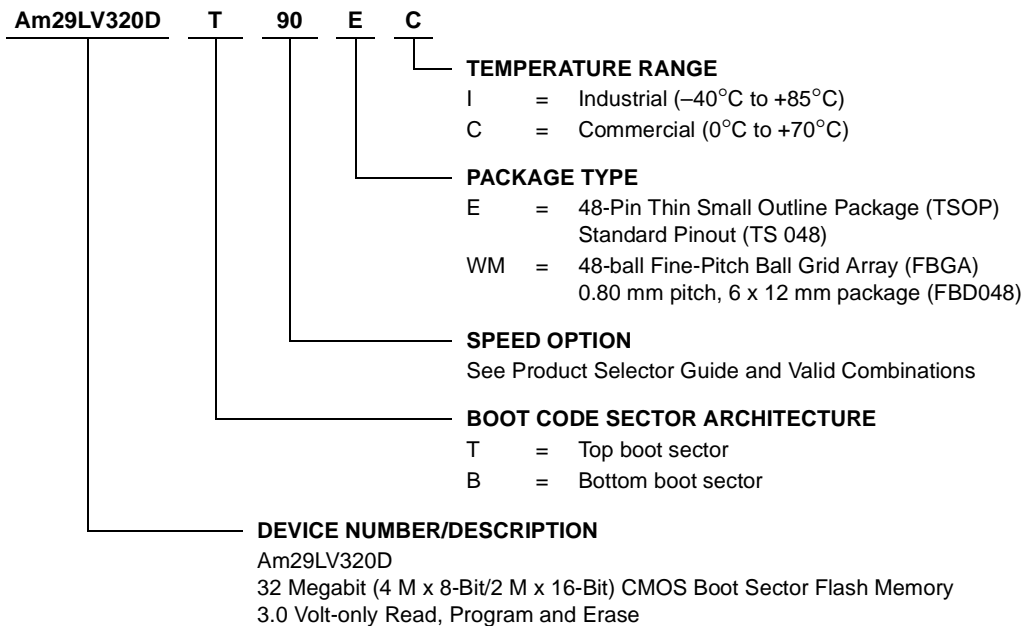 Am29LV320D T 90 E C
TEMPERATURE RANGE
I = Industrial (–40°C to +85°C)
C = Commercial (0°C to +70°C)
PACKAGE TYPE
E = 48-Pin Thin Small Outline Package (TSOP)
Standard Pinout (TS 048)
WM = 48-ball Fine-Pitch Ball Grid Array (FBGA)
0.80 mm pitch, 6 x 12 mm package (FBD048)
SPEED OPTION
See Product Selector Guide and Valid Combinations
BOOT CODE SECTOR ARCHITECTURE
T = Top boot sector
B = Bottom boot sector
DEVICE NUMBER/DESCRIPTION
Am29LV320D
32 Megabit (4 M x 8-Bit/2 M x 16-Bit) CMOS Boot Sector Flash Memory
3.0 Volt-only Read, Program and Erase